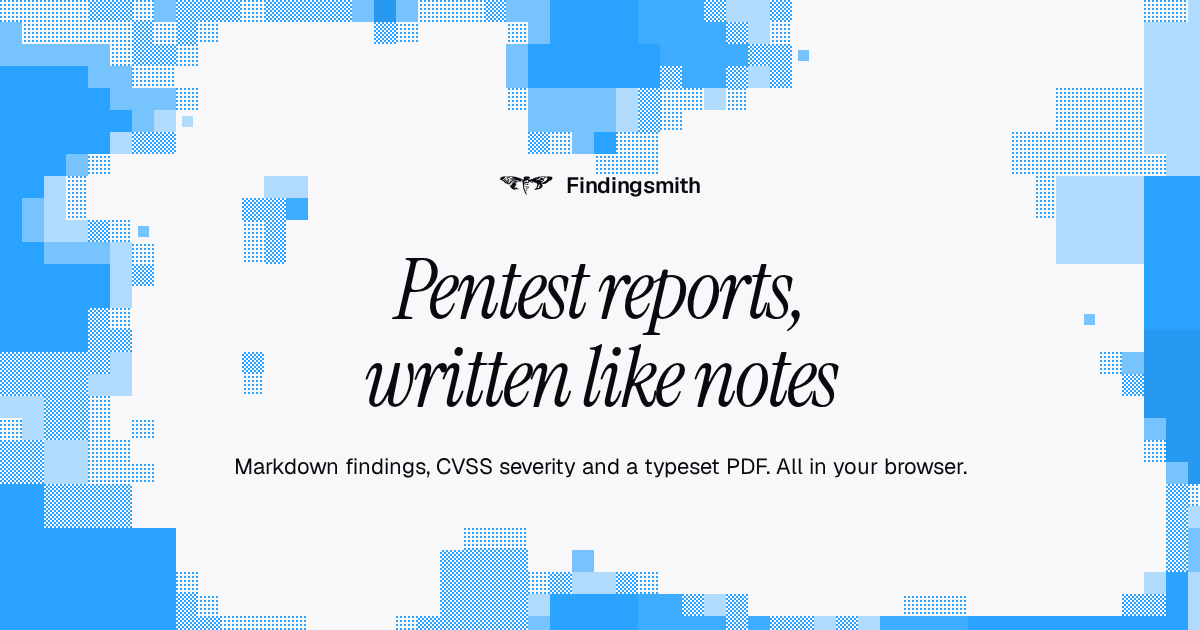 Findingsmith
Pentest reports,
written like notes
Markdown findings, CVSS severity and a typeset PDF. All in your browser.